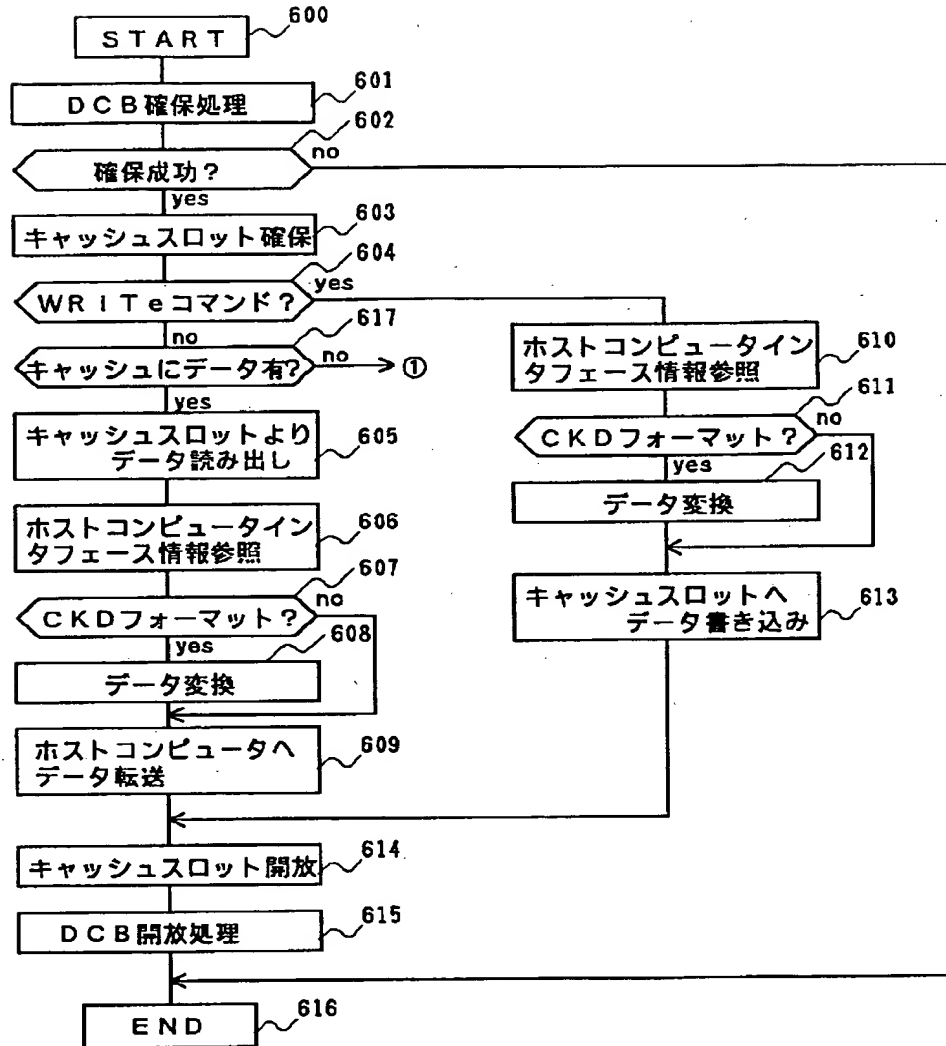 START
600
DCB確保処理
601
確保成功?
602
no
yes
キャッシュスロット確保
603
WRITeコマンド?
604
yes
no
キャッシュにデータ有?
617
no
①
yes
キャッシュスロットより
データ読み出し
605
ホストコンピュータイン
タフェース情報参照
606
CKDフォーマット?
607
no
yes
608
データ変換
ホストコンピュータへ
データ転送
609
ホストコンピュータイン
タフェース情報参照
610
CKDフォーマット?
611
no
yes
612
データ変換
キャッシュスロットへ
データ書き込み
613
キャッシュスロット開放
614
DCB開放処理
615
END
616